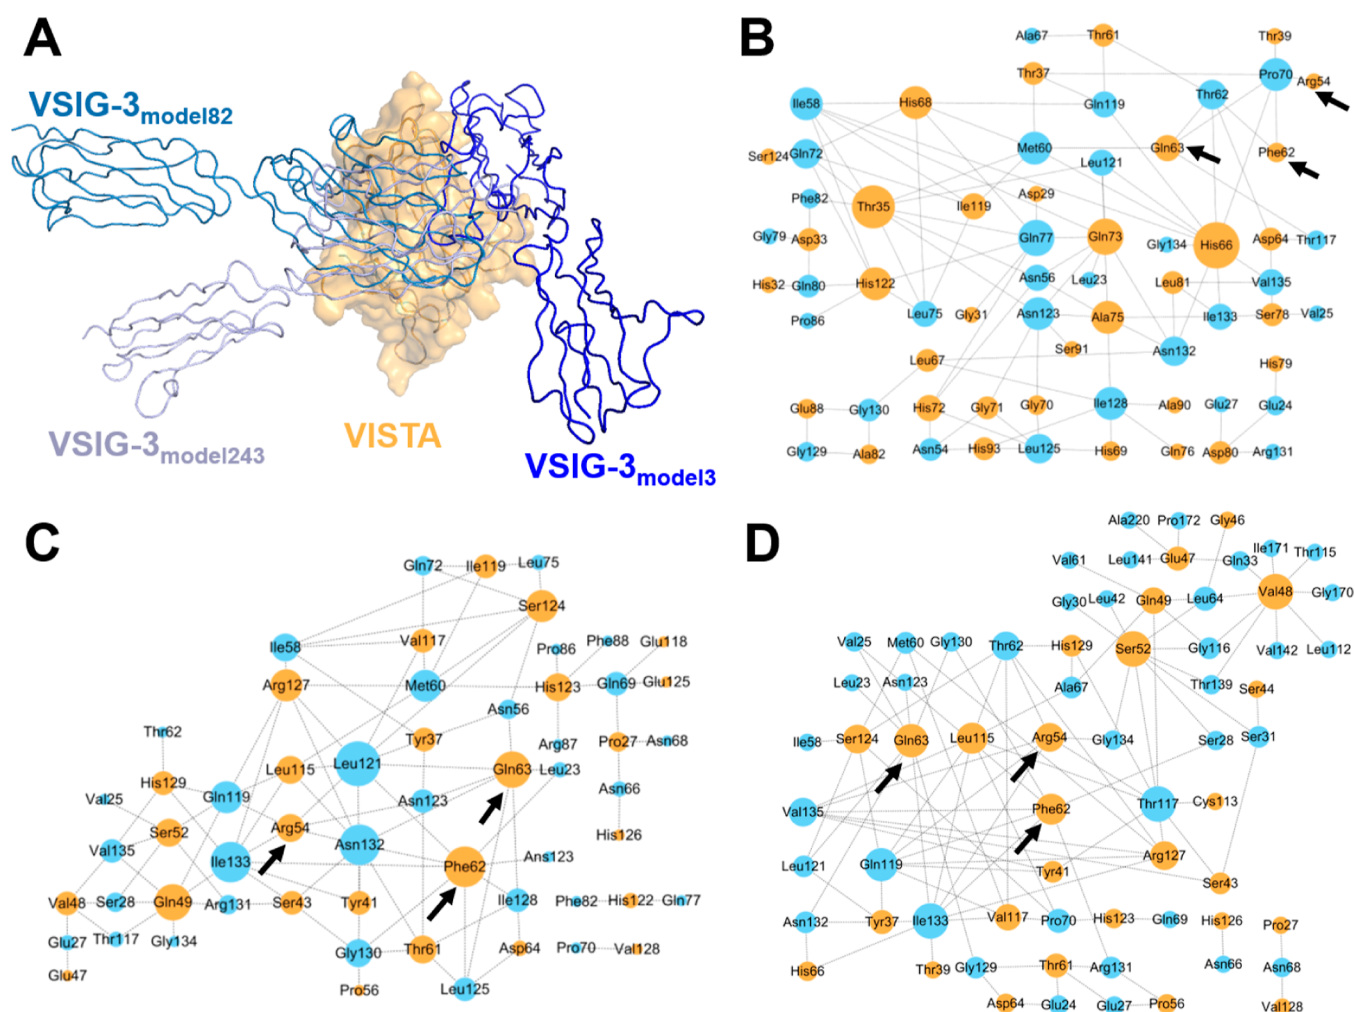 A
VSIG-3model82
VSIG-3model243
VISTA
VSIG-3model3
B
Ala67 Thr61 Thr39
Thr37 Pro70 Arg54
Ile58 His68 Gln119 Thr62
Ser124 Gln72 Met60 Leu121 Gln63 Phe62
Phe82 Thr35 Ile119 Asp29
Gly79 Asp33 Gln77 Gln73 Gly134 His66 Asp64 Thr117
His32 Gln80 His122 Asn56 Leu23 Leu81 Val135
Pro86 Leu75 Gly31 Asn123 Ala75 Ile133 Ser78 Val25
Leu67 Ser91 Asn132 His79
Glu88 Gly130 His72 Gly71 Gly70 Ile128 Ala90 Glu27 Glu24
Gly129 Ala82 Asn54 His93 Leu125 His69 Gln76 Asp80 Arg131
C
Gln72 Ile119 Leu75
Ser124
Ile58 Val117 Pro86 Phe88 Glu118
Arg127 Met60 His123 Gln69 Glu125
Asn56
Thr62 Tyr37 Arg87 Pro27 Asn68
His129 Leu115 Leu121 Gln63 Leu23
Val25 Gln119 Asn123 Asn66
Ser52 Arg54 His126
Val135 Ile133 Asn132 Phe62 Ans123
Val48 Ser28 Gln49 Arg131 Ser43 Tyr41 Ile128 Phe82 His122 Gln77
Glu27 Thr117 Gly134 Gly130 Thr61 Asp64 Pro70 Val128
Glu47 Pro56 Leu125
D
Ala220 Pro172 Gly46
Val61 Leu141 Glu47 Gln33 Ile171 Thr115
Gly30 Leu42 Gln49 Leu64 Val48 Gly170
Val25 Met60 Gly130 Thr62 His129 Ser52 Gly116 Val142 Leu112
Leu23 Asn123 Ala67 Thr139 Ser44
Ile58 Ser124 Gln63 Leu115 Arg54 Gly134 Ser28 Ser31
Val135 Phe62 Thr117 Cys113
Leu121 Gln119 Tyr41 Arg127 Ser43
Asn132 Tyr37 Ile133 Val117 Pro70 His123 Gln69 His126 Pro27
His66 Thr39 Gly129 Thr61 Arg131 Asn66 Asn68
Asp64 Glu24 Glu27 Pro56 Val128